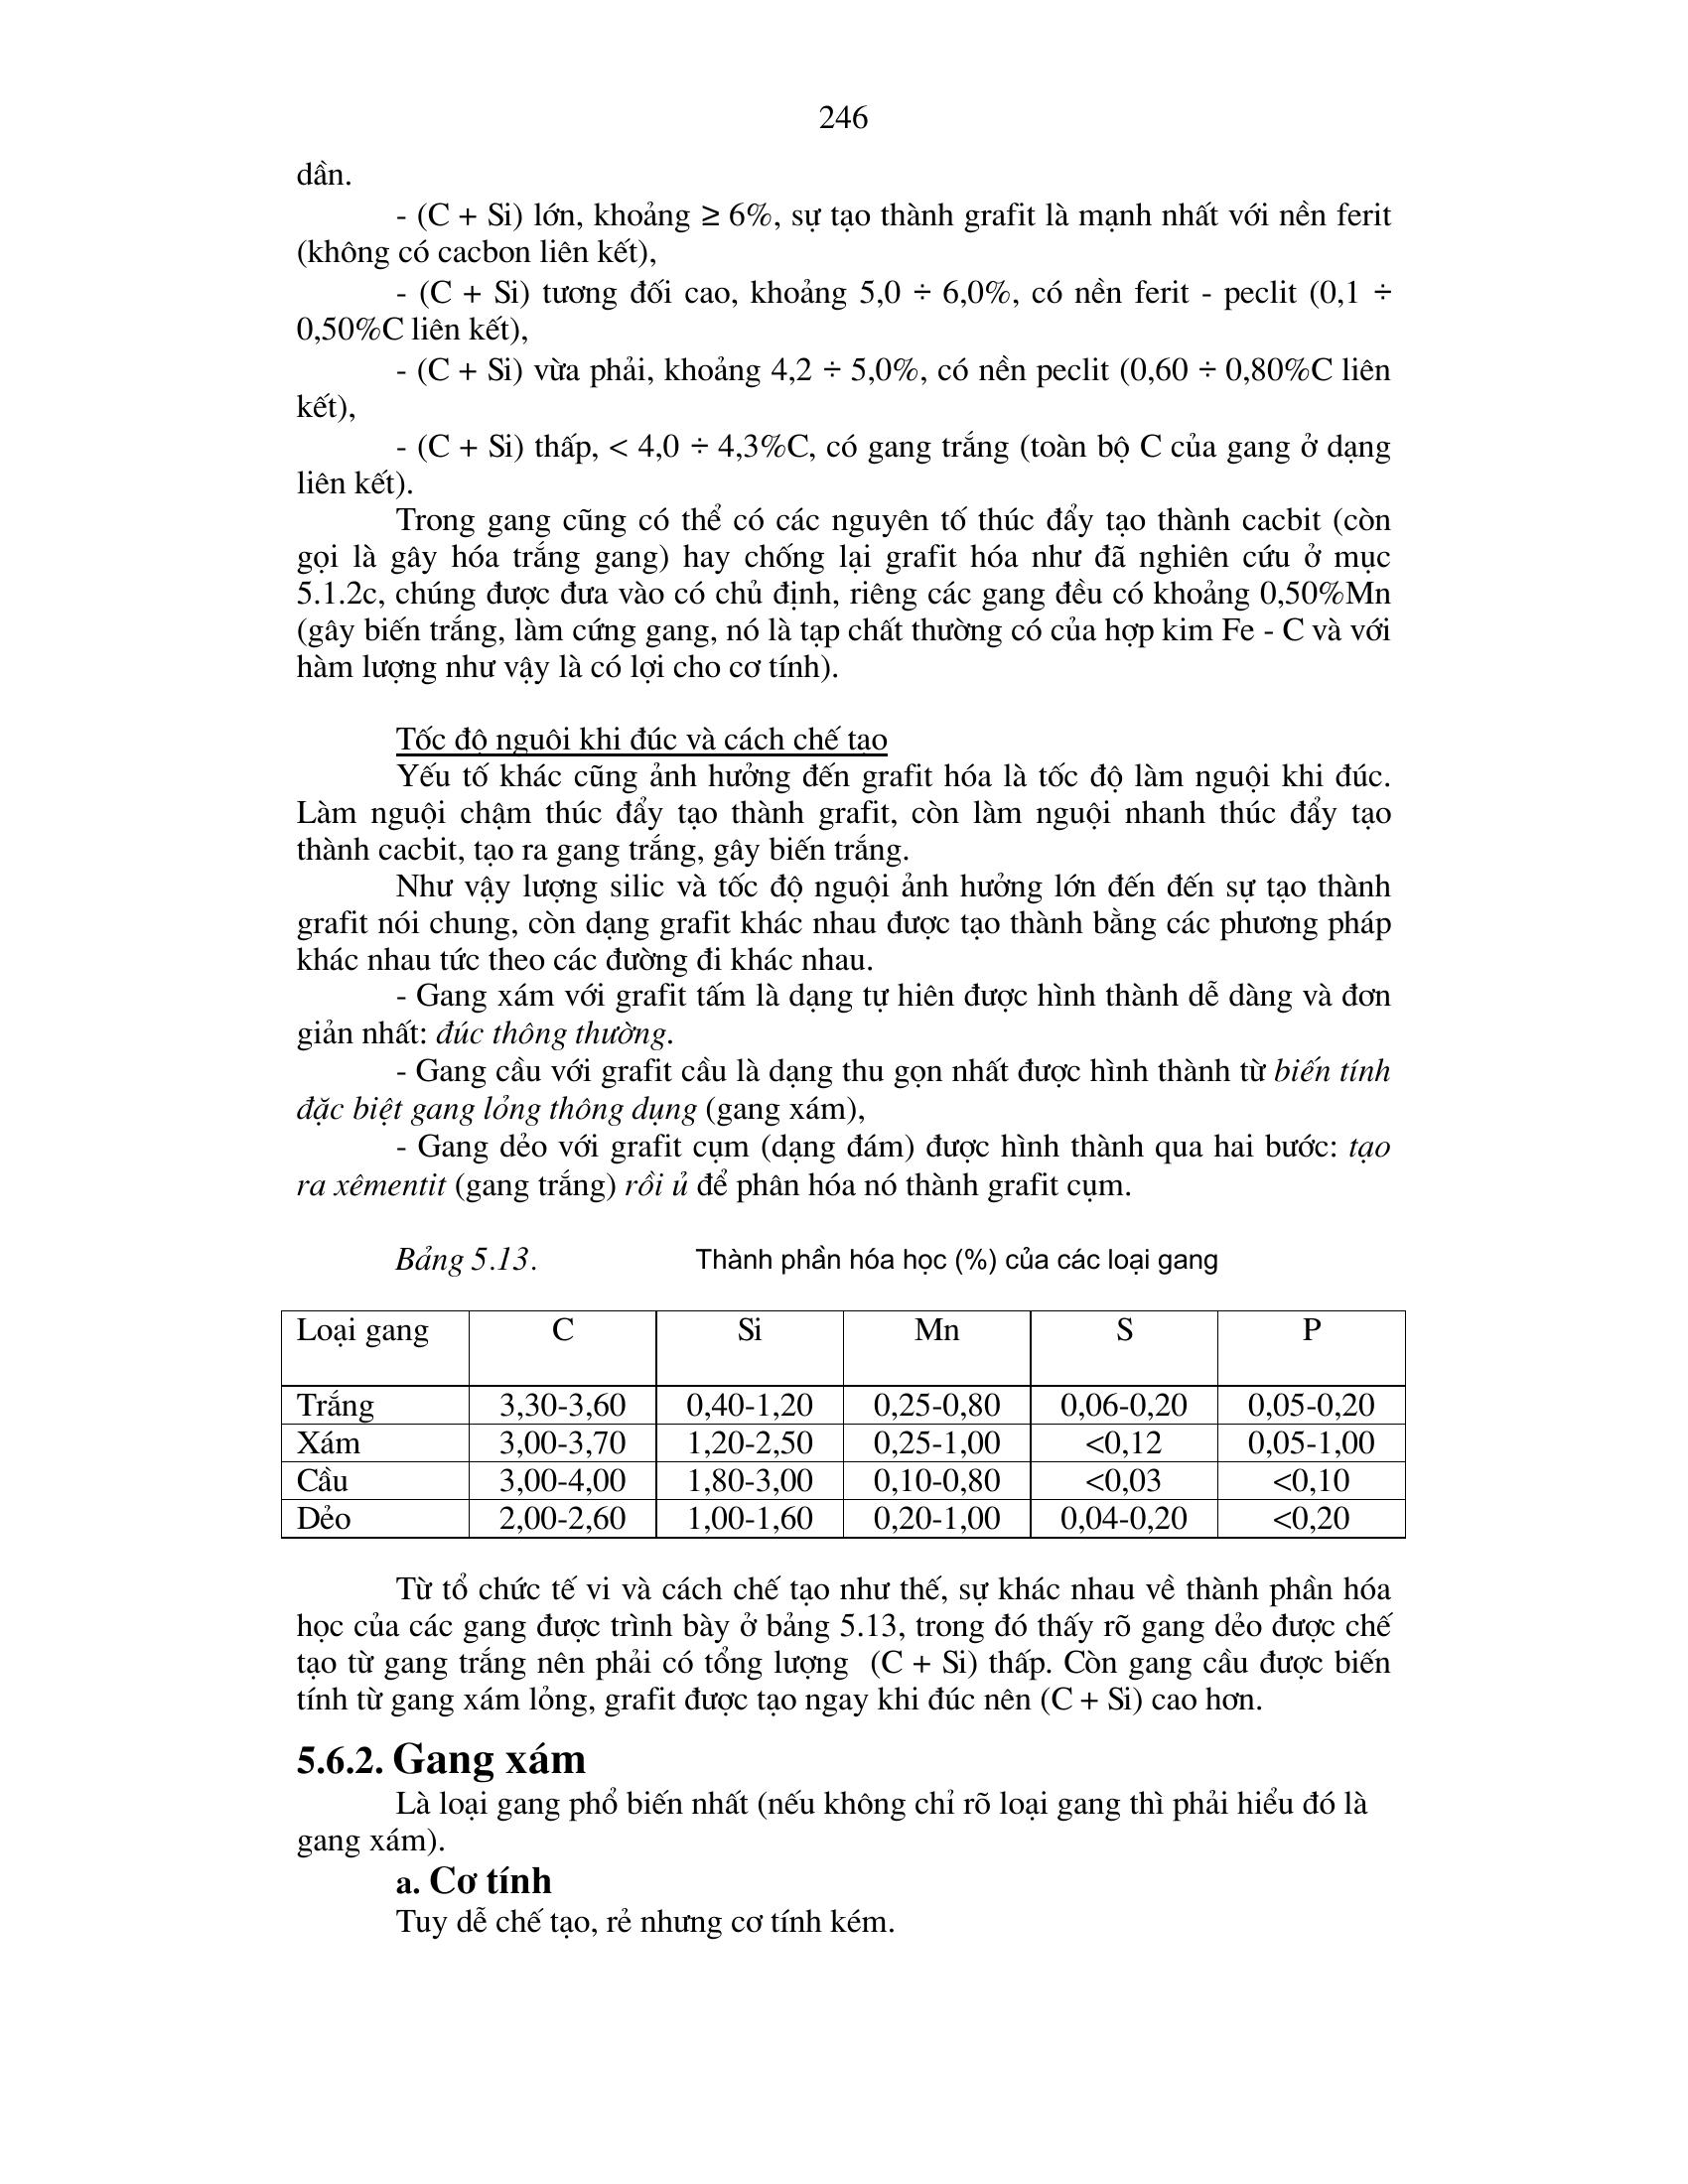 246
dần.
- (C + Si) lớn, khoảng ≥ 6%, sự tạo thành grafit là mạnh nhất với nền ferit
(không có cacbon liên kết),
- (C + Si) tương đối cao, khoảng 5,0 ÷ 6,0%, có nền ferit - peclit (0,1 ÷
0,50%C liên kết),
- (C + Si) vừa phải, khoảng 4,2 ÷ 5,0%, có nền peclit (0,60 ÷ 0,80%C liên
kết),
- (C + Si) thấp, < 4,0 ÷ 4,3%C, có gang trắng (toàn bộ C của gang ở dạng
liên kết).
Trong gang cũng có thể có các nguyên tố thúc đẩy tạo thành cacbit (còn
gọi là gây hóa trắng gang) hay chống lại grafit hóa như đã nghiên cứu ở mục
5.1.2c, chúng được đưa vào có chủ định, riêng các gang đều có khoảng 0,50%Mn
(gây biến trắng, làm cứng gang, nó là tạp chất thường có của hợp kim Fe - C và với
hàm lượng như vậy là có lợi cho cơ tính).
Tốc độ nguôi khi đúc và cách chế tạo
Yếu tố khác cũng ảnh hưởng đến grafit hóa là tốc độ làm nguội khi đúc.
Làm nguội chậm thúc đẩy tạo thành grafit, còn làm nguội nhanh thúc đẩy tạo
thành cacbit, tạo ra gang trắng, gây biến trắng.
Như vậy lượng silic và tốc độ nguội ảnh hưởng lớn đến đến sự tạo thành
grafit nói chung, còn dạng grafit khác nhau được tạo thành bằng các phương pháp
khác nhau tức theo các đường đi khác nhau.
- Gang xám với grafit tấm là dạng tự hiên được hình thành dễ dàng và đơn
giản nhất: đúc thông thường.
- Gang cầu với grafit cầu là dạng thu gọn nhất được hình thành từ biến tính
đặc biệt gang lỏng thông dụng (gang xám),
- Gang dẻo với grafit cụm (dạng đám) được hình thành qua hai bước: tạo
ra xêmentit (gang trắng) rồi ủ để phân hóa nó thành grafit cụm.
Bảng 5.13. Thành phần hóa học (%) của các loại gang
Loại gang C Si Mn S P
Trắng 3,30-3,60 0,40-1,20 0,25-0,80 0,06-0,20 0,05-0,20
Xám 3,00-3,70 1,20-2,50 0,25-1,00 <0,12 0,05-1,00
Cầu 3,00-4,00 1,80-3,00 0,10-0,80 <0,03 <0,10
Dẻo 2,00-2,60 1,00-1,60 0,20-1,00 0,04-0,20 <0,20
Từ tổ chức tế vi và cách chế tạo như thế, sự khác nhau về thành phần hóa
học của các gang được trình bày ở bảng 5.13, trong đó thấy rõ gang dẻo được chế
tạo từ gang trắng nên phải có tổng lượng (C + Si) thấp. Còn gang cầu được biến
tính từ gang xám lỏng, grafit được tạo ngay khi đúc nên (C + Si) cao hơn.
5.6.2. Gang xám
Là loại gang phổ biến nhất (nếu không chỉ rõ loại gang thì phải hiểu đó là
gang xám).
a. Cơ tính
Tuy dễ chế tạo, rẻ nhưng cơ tính kém.